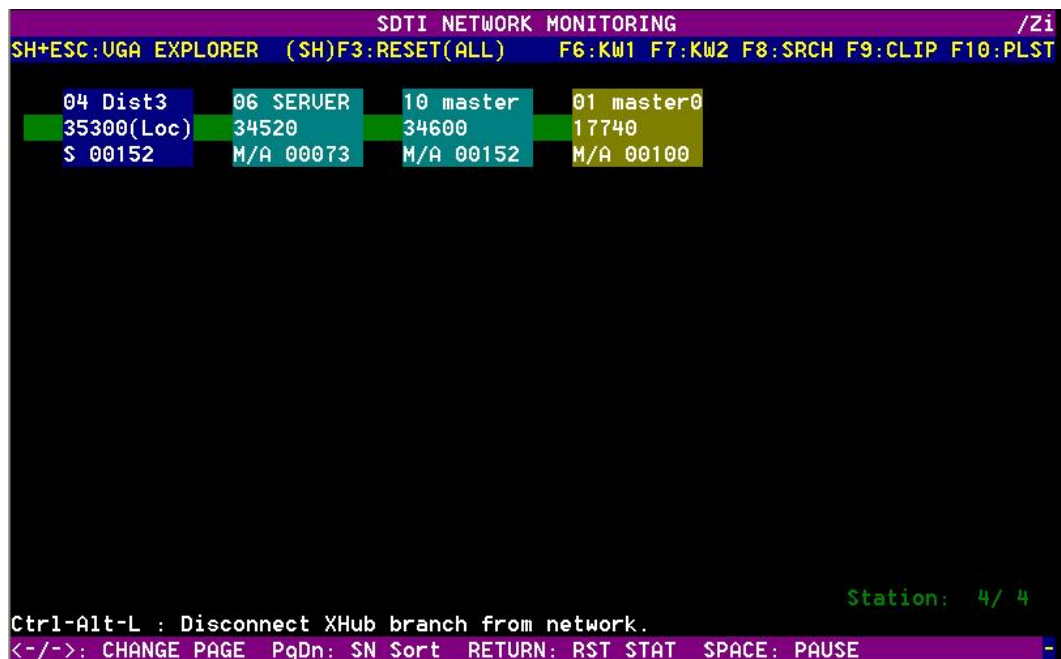 SDTI NETWORK MONITORING /Zi
SH+ESC:VGA EXPLORER (SH)F3:RESET(ALL) F6:KW1 F7:KW2 F8:SRCH F9:CLIP F10:PLST
04 Dist3 06 SERVER 10 master 01 master0
35300(Loc) 34520 34600 17740
S 00152 M/A 00073 M/A 00152 M/A 00100
Station: 4/ 4
Ctrl-Alt-L : Disconnect XHub branch from network.
<-/->: CHANGE PAGE PgDn: SN Sort RETURN: RST STAT SPACE: PAUSE -